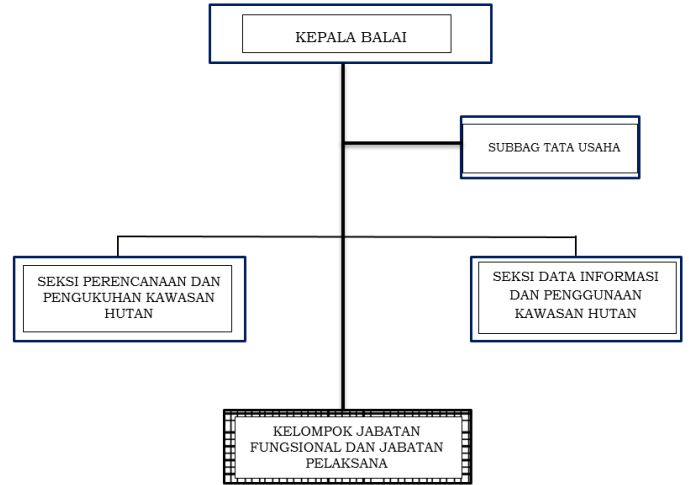 KEPALA BALAI
SUBBAG TATA USAHA
SEKSI PERENCANAAN DAN
PENGUKUHAN KAWASAN
HUTAN
SEKSI DATA INFORMASI
DAN PENGGUNAAN
KAWASAN HUTAN
KELOMPOK JABATAN
FUNGSIONAL DAN JABATAN
PELAKSANA